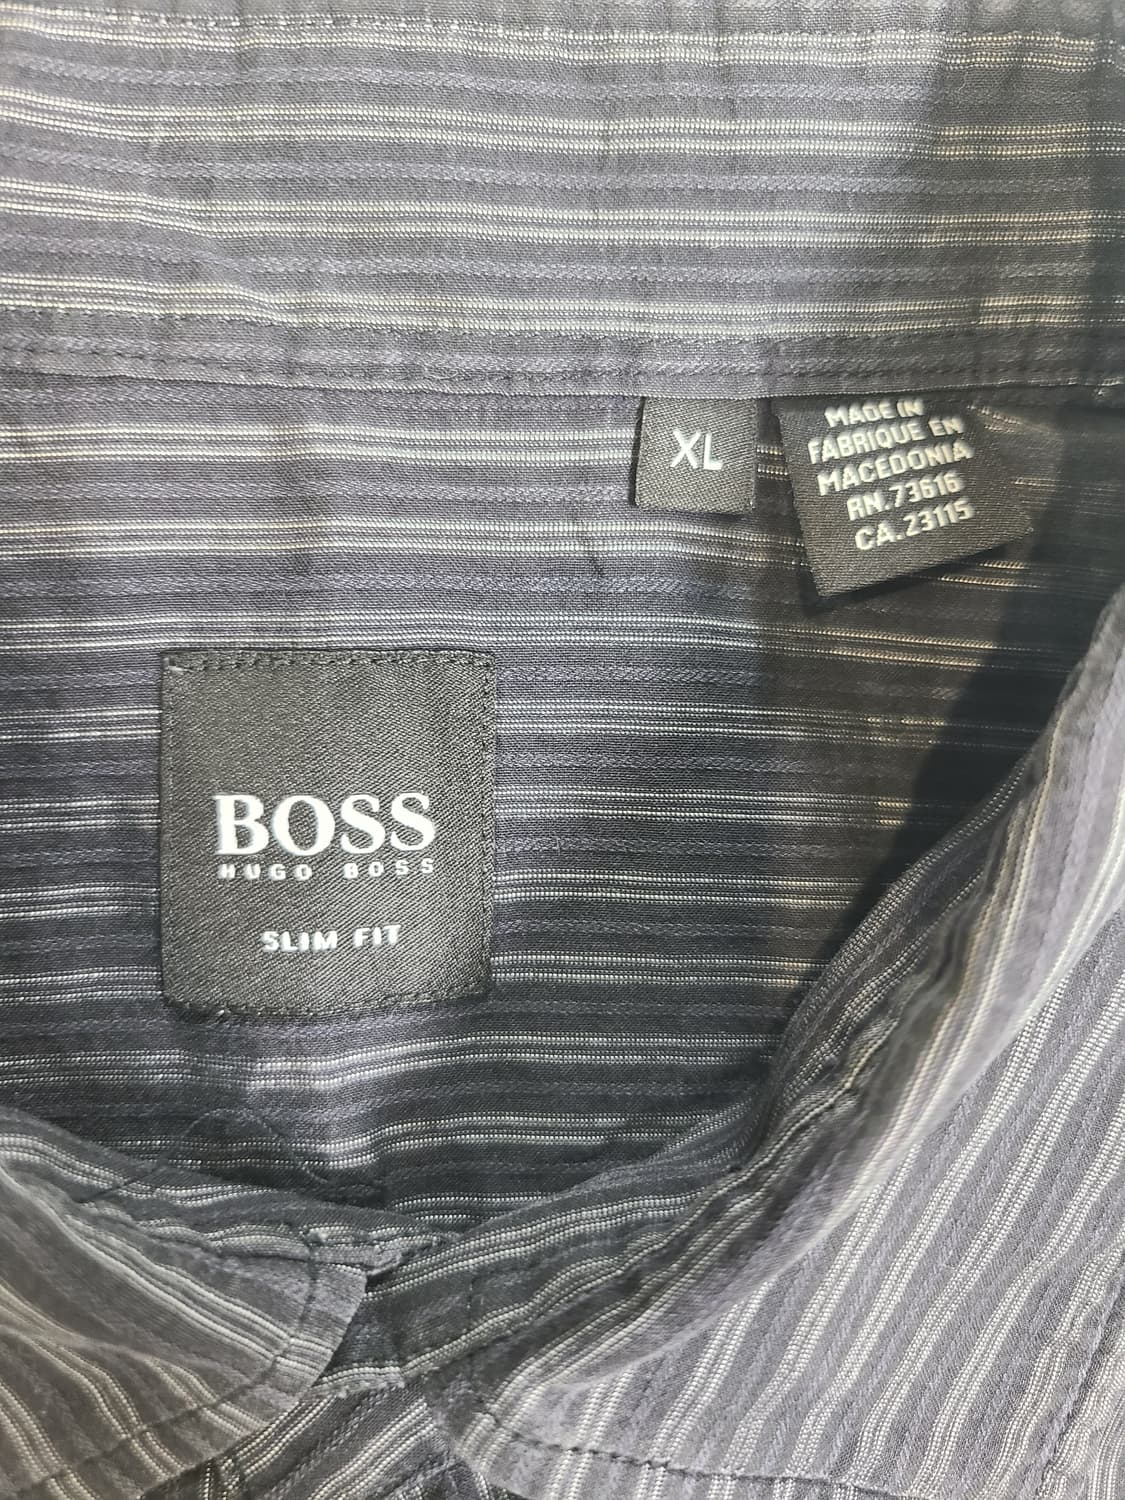 XL
MADE IN
FABRIQUE EN
MACEDONIA
RN.73616
CA.23115
BOSS
HUGO BOSS
SLIM FIT